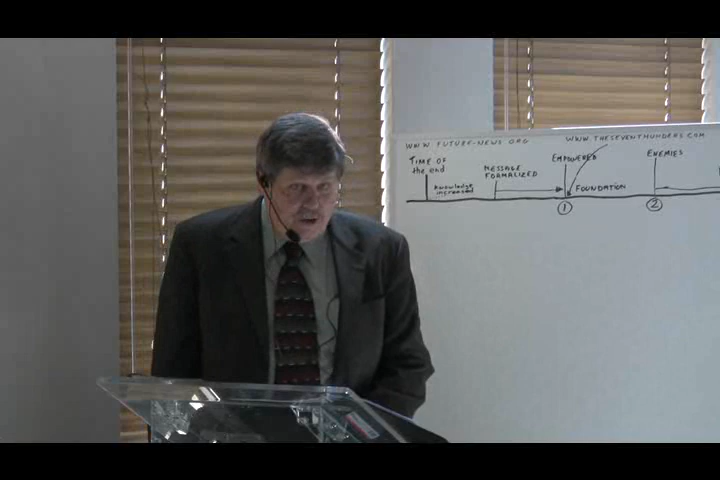 WWW.FUTURE-NEWS.ORG
WWW.THESEVENTHUNDERS.COM
TIME OF
the end
knowledge
increased
MESSAGE
FORMALIZED
EMPOWERED
FOUNDATION
ENEMIES
1
2